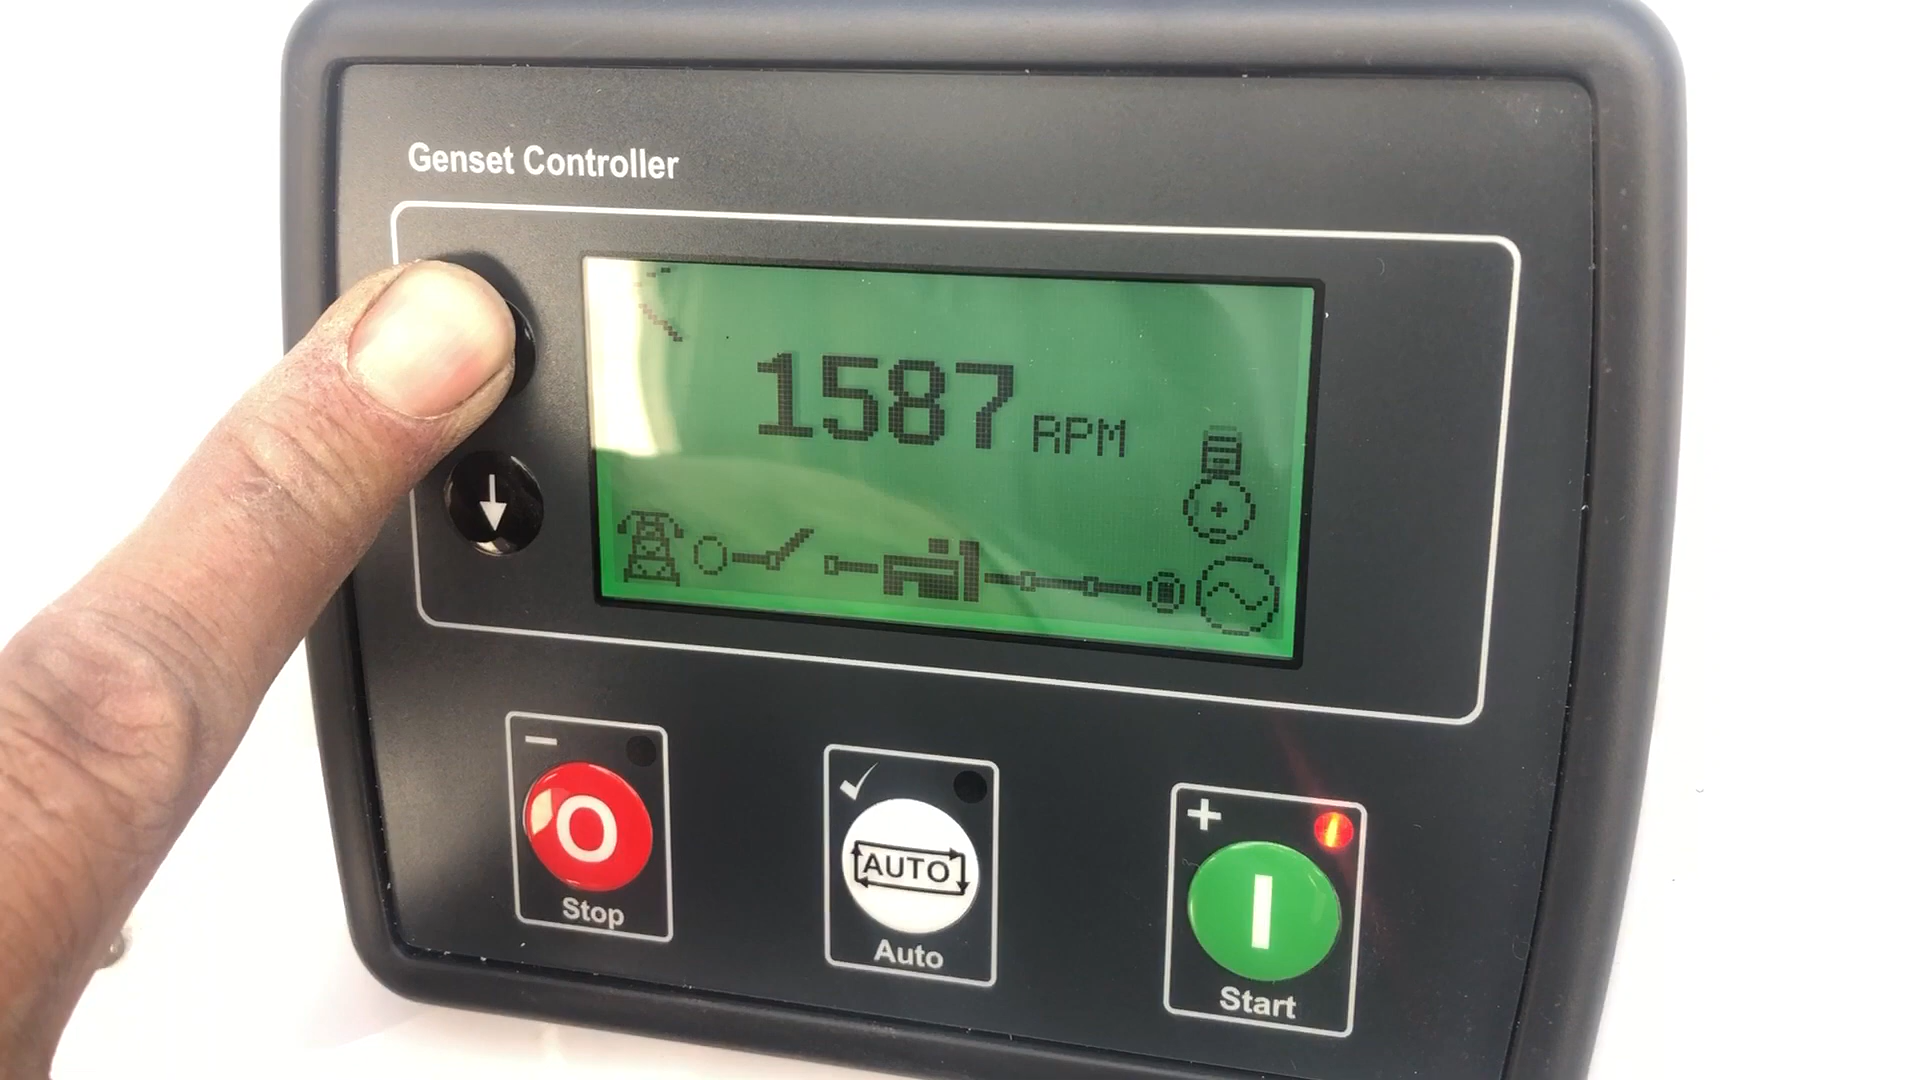 Genset Controller
1587 RPM
O
Stop
AUTO
Auto
I
Start